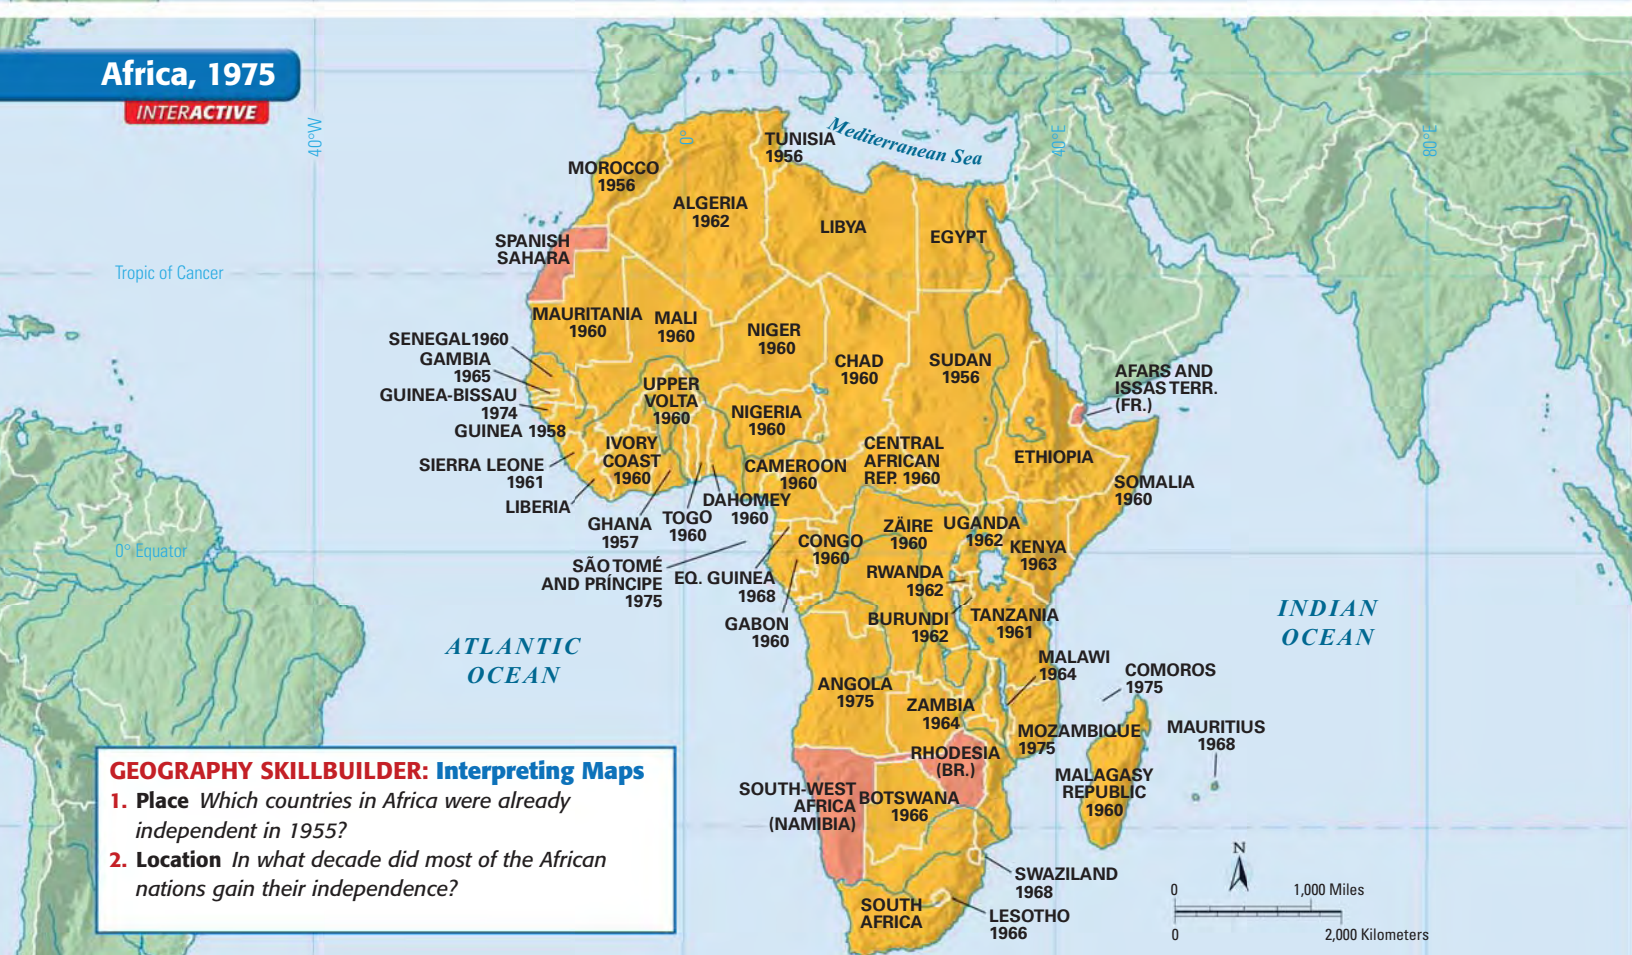 Africa, 1975
INTERACTIVE
40°W
0°
40°E
80°E
Mediterranean Sea
TUNISIA
1956
MOROCCO
1956
ALGERIA
1962
LIBYA
EGYPT
SPANISH
SAHARA
Tropic of Cancer
MAURITANIA
1960
MALI
1960
NIGER
1960
CHAD
1960
SUDAN
1956
SENEGAL1960
GAMBIA
1965
GUINEA-BISSAU
1974
GUINEA 1958
SIERRA LEONE
1961
LIBERIA
UPPER
VOLTA
1960
IVORY
COAST
1960
NIGERIA
1960
AFARS AND
ISSAS TERR.
(FR.)
CENTRAL
AFRICAN
REP. 1960
CAMEROON
1960
ETHIOPIA
SOMALIA
1960
GHANA
1957
TOGO
1960
DAHOMEY
1960
0° Equator
SÃO TOMÉ
AND PRÍNCIPE
1975
EQ. GUINEA
1968
GABON
1960
CONGO
1960
ZÄIRE
1960
UGANDA
1962
KENYA
1963
RWANDA
1962
BURUNDI
1962
TANZANIA
1961
ATLANTIC
OCEAN
INDIAN
OCEAN
MALAWI
1964
COMOROS
1975
ANGOLA
1975
ZAMBIA
1964
MOZAMBIQUE
1975
MAURITIUS
1968
RHODESIA
(BR.)
MALAGASY
REPUBLIC
1960
SOUTH-WEST
AFRICA
(NAMIBIA)
BOTSWANA
1966
SWAZILAND
1968
SOUTH
AFRICA
LESOTHO
1966
N
0
1,000 Miles
0
2,000 Kilometers
GEOGRAPHY SKILLBUILDER: Interpreting Maps
1. Place Which countries in Africa were already
independent in 1955?
2. Location In what decade did most of the African
nations gain their independence?